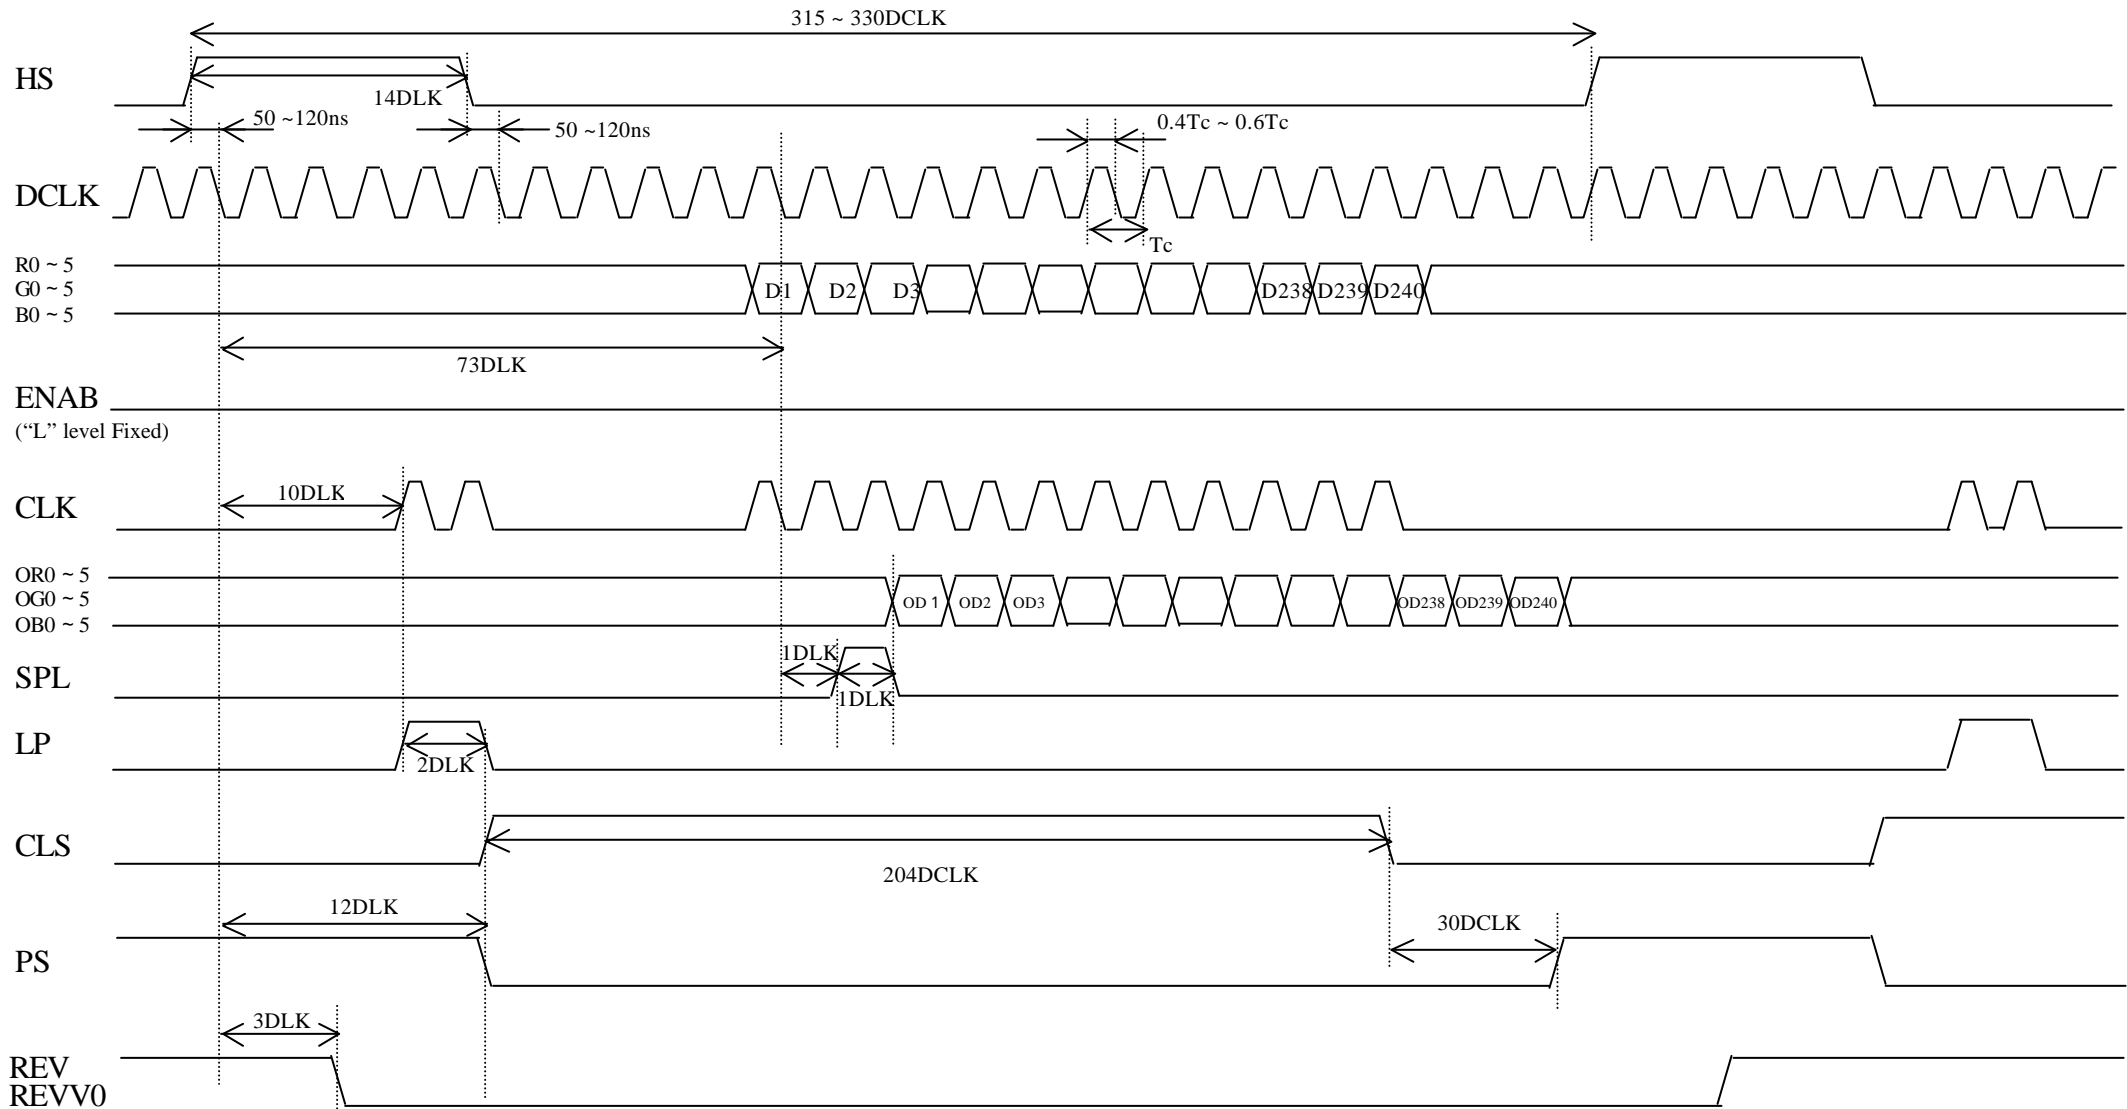 315 ~ 330DCLK
HS
14DLK
50 ~120ns
50 ~120ns
0.4Tc ~ 0.6Tc
DCLK
Tc
R0 ~ 5
G0 ~ 5
B0 ~ 5
D1 D2 D3 D238 D239 D240
73DLK
ENAB
(“L” level Fixed)
10DLK
CLK
OR0 ~ 5
OG0 ~ 5
OB0 ~ 5
OD 1 OD2 OD3 OD238 OD239 OD240
1DLK
SPL
1DLK
LP
2DLK
CLS
204DCLK
12DLK
30DCLK
PS
3DLK
REV
REVV0